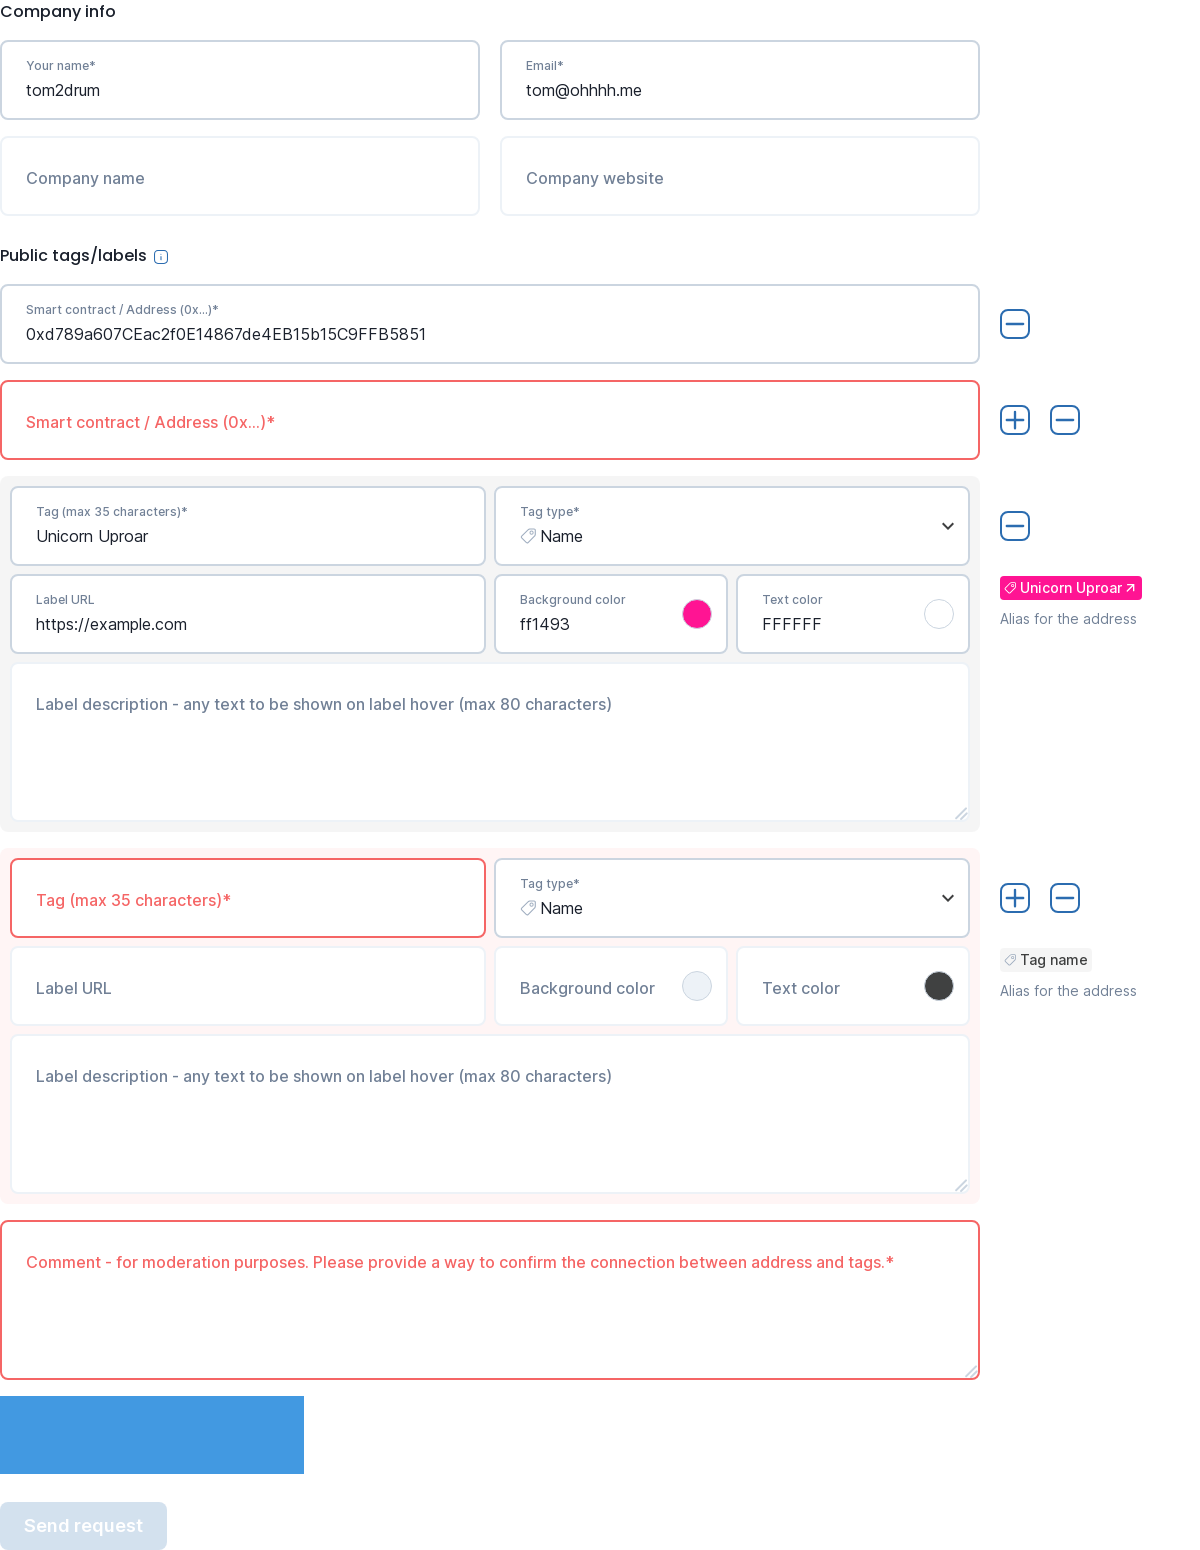 Company info
Your name*
tom2drum
Email*
tom@ohhhh.me
Company name
Company website
Public tags/labels
Smart contract / Address (0x...)*
0xd789a607CEac2f0E14867de4EB15b15C9FFB5851
Smart contract / Address (0x...)*
Tag (max 35 characters)*
Unicorn Uproar
Tag type*
Name
Label URL
https://example.com
Background color
ff1493
Text color
FFFFFF
Unicorn Uproar
Alias for the address
Label description - any text to be shown on label hover (max 80 characters)
Tag (max 35 characters)*
Tag type*
Name
Label URL
Background color
Text color
Tag name
Alias for the address
Label description - any text to be shown on label hover (max 80 characters)
Comment - for moderation purposes. Please provide a way to confirm the connection between address and tags.*
Send request